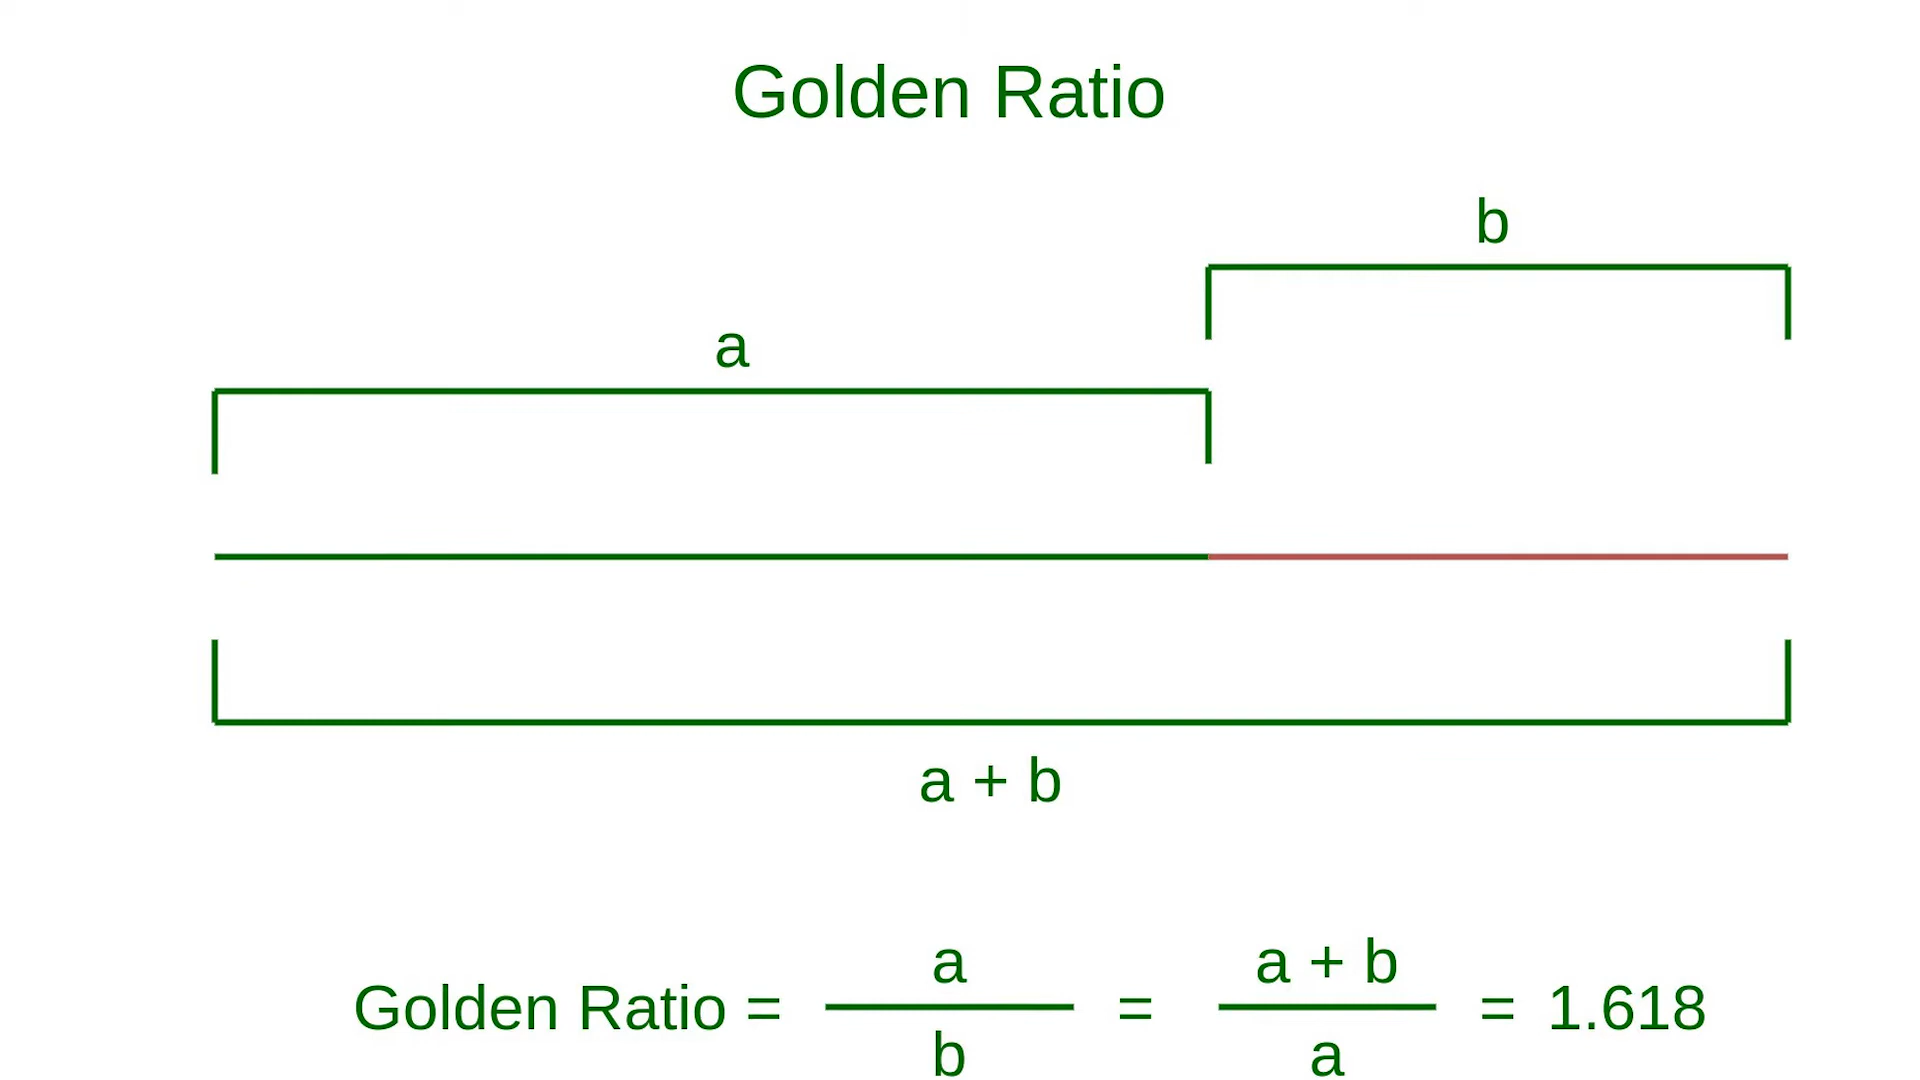 Golden Ratio
b
a
a + b
Golden Ratio = a / b = a + b / a = 1.618